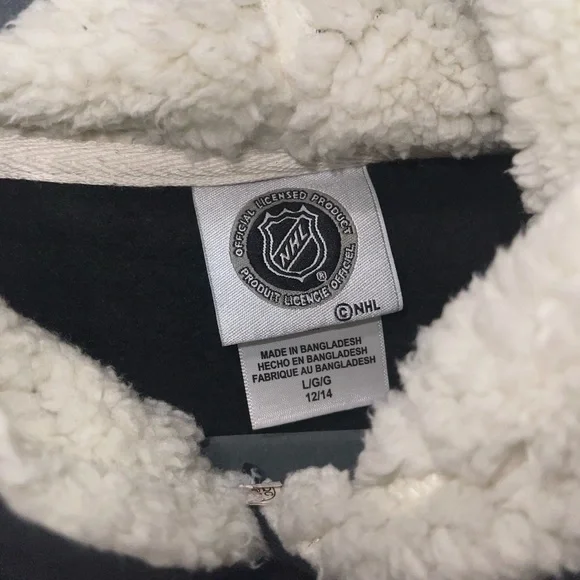 OFFICIAL LICENSED PRODUCT
NHL
®
PRODUIT LICENCIÉ OFFICIEL
© NHL
MADE IN BANGLADESH
HECHO EN BANGLADESH
FABRIQUE AU BANGLADESH
L/G/G
12/14